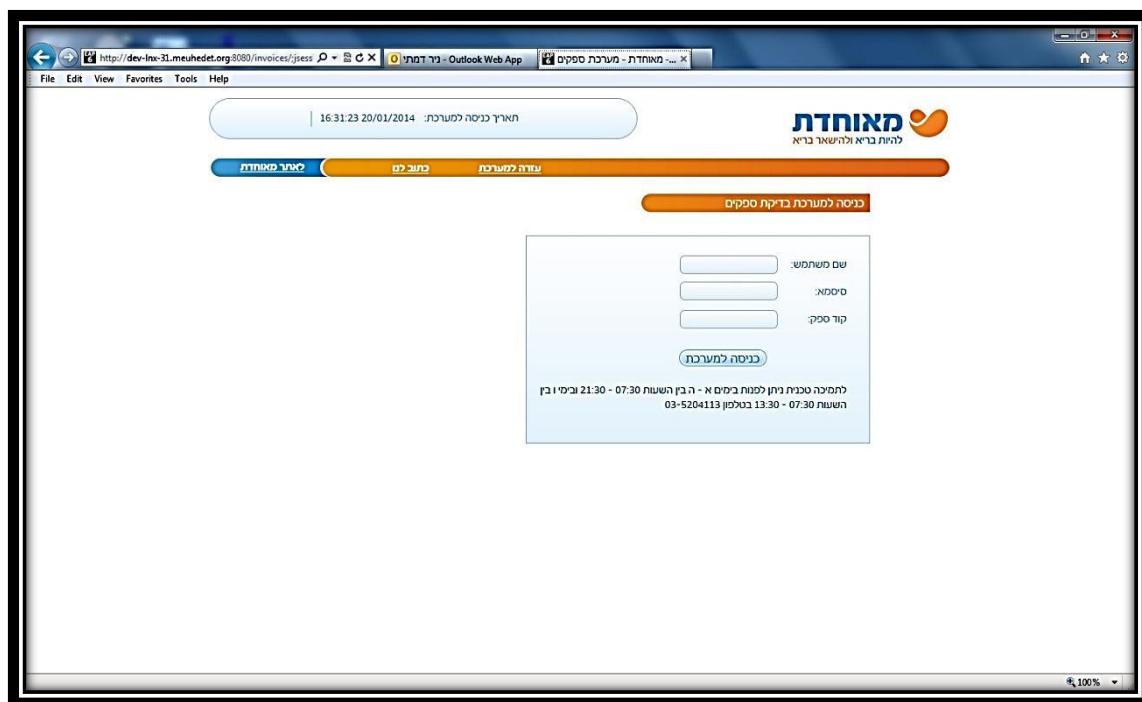 http://dev-lnx-31.meuhedet.org:8080/invoices/;jsess
ניר דמתי - Outlook Web App
מאוחדת - מערכת ספקים -...
File Edit View Favorites Tools Help
מאוחדת
להיות בריא ולהישאר בריא
תאריך כניסה למערכת: 20/01/2014 16:31:23
עזרה למערכת
כתוב לנו
לאתר מאוחדת
כניסה למערכת בדיקת ספקים
שם משתמש:
סיסמא:
קוד ספק:
כניסה למערכת
לתמיכה טכנית ניתן לפנות בימים א - ה בין השעות 07:30 - 21:30 ובימי ו בין
השעות 07:30 - 13:30 בטלפון 03-5204113
100%